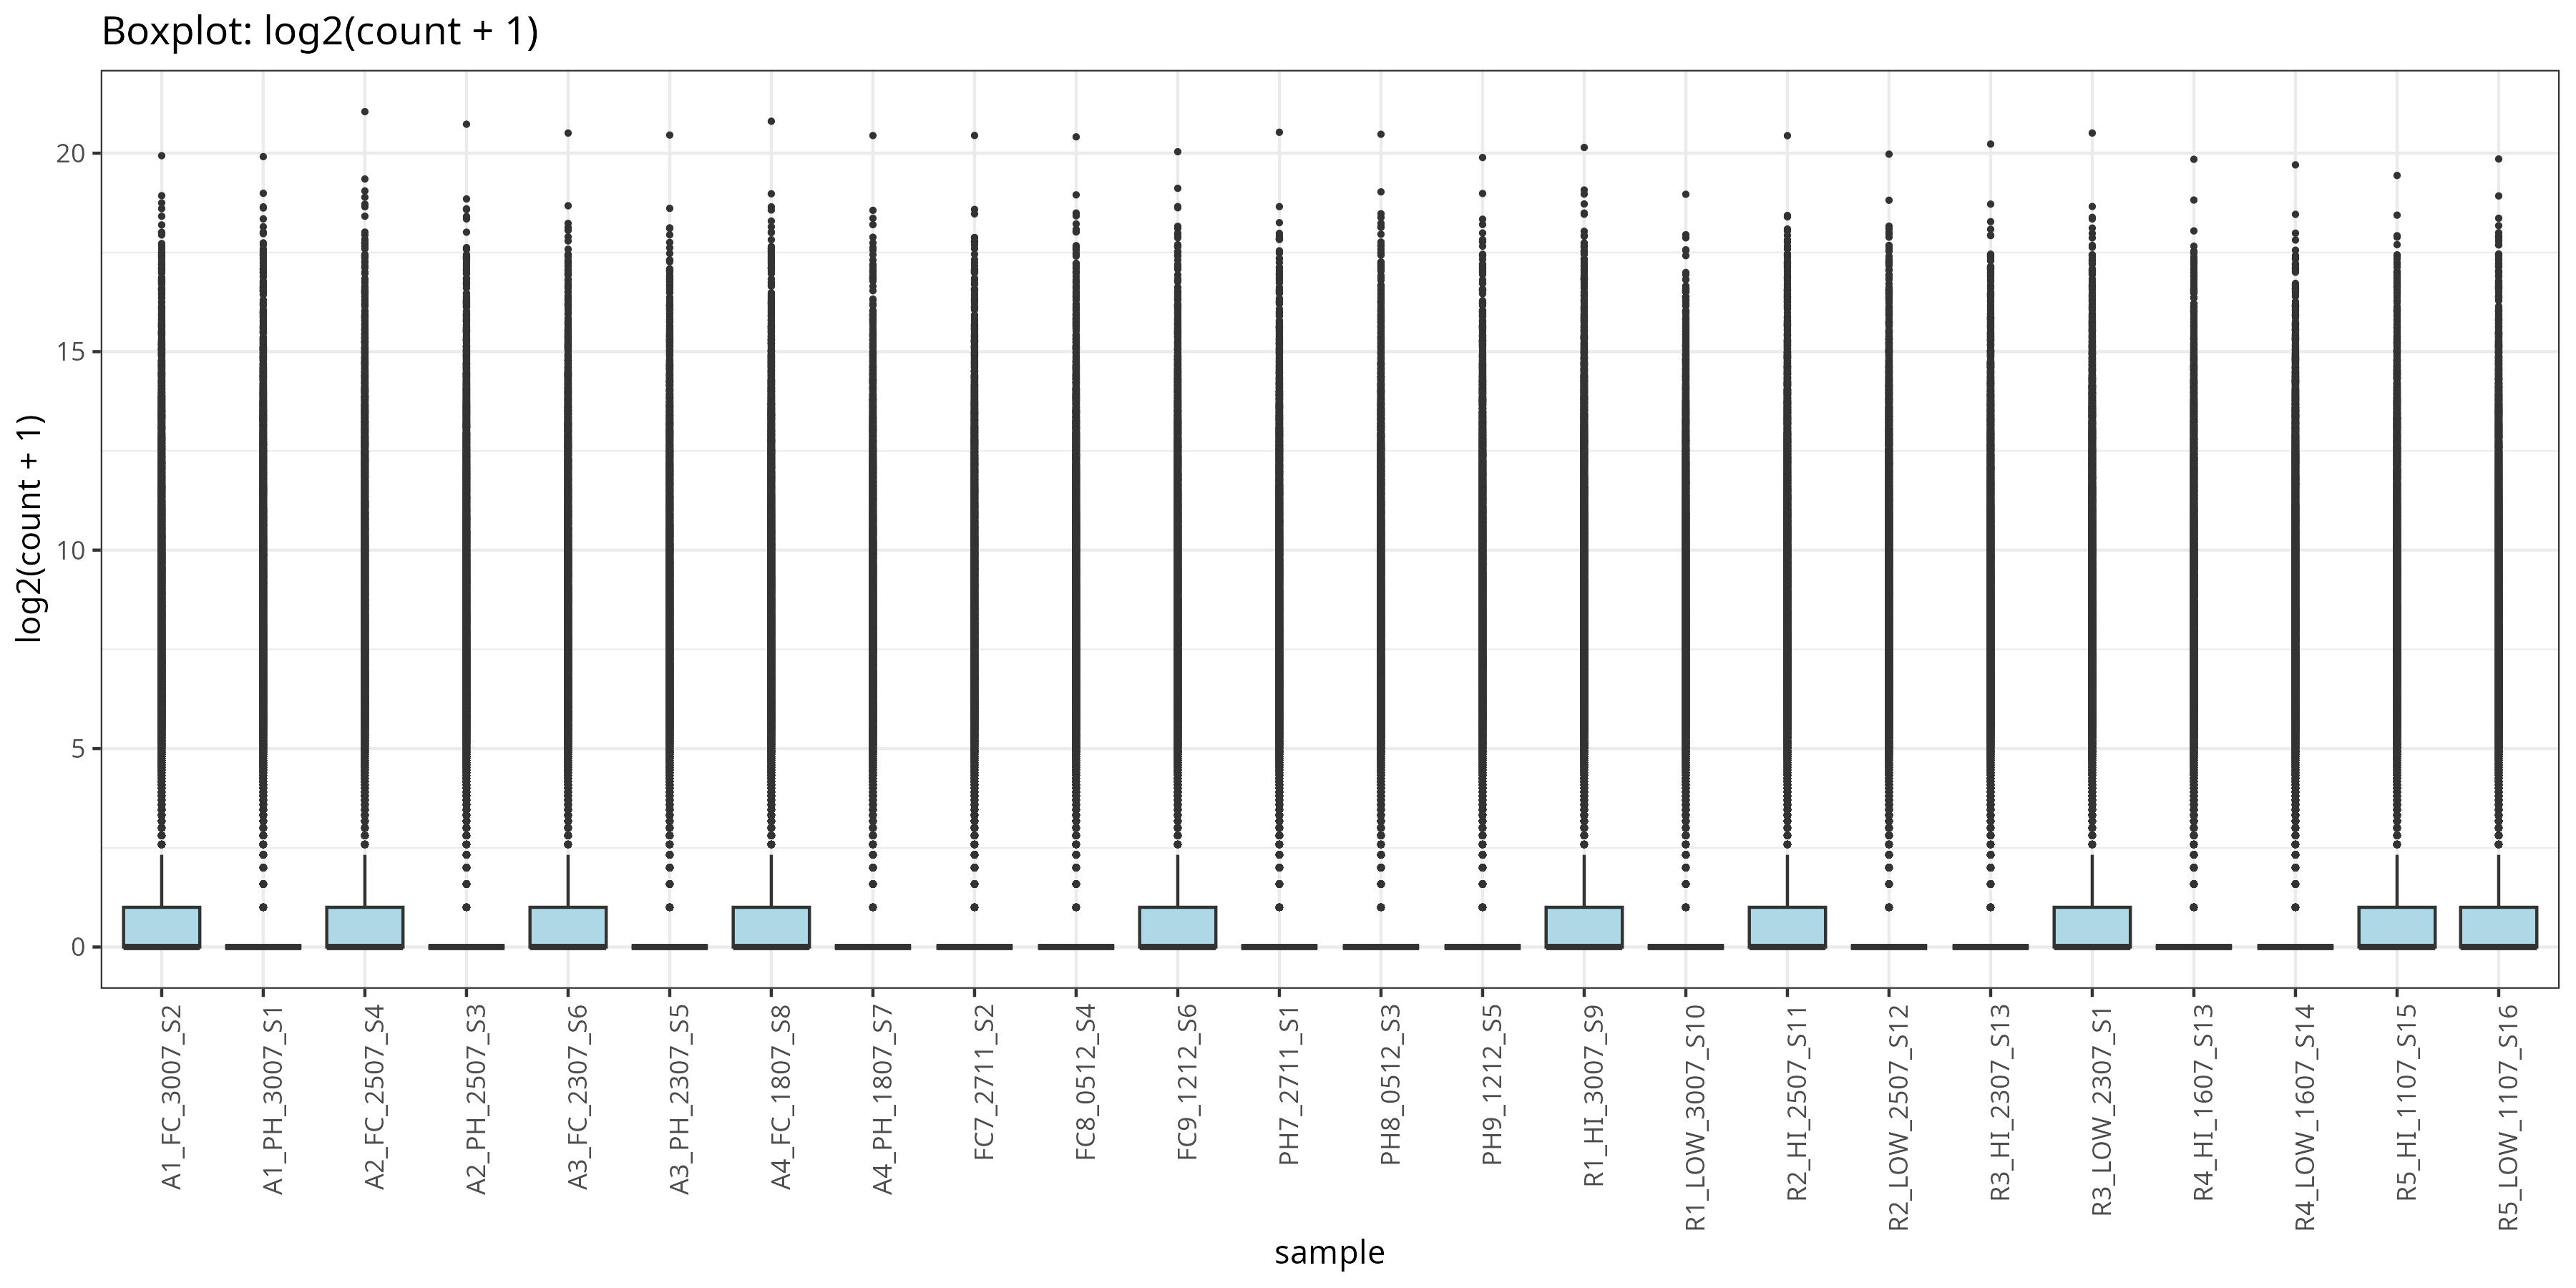 Boxplot: log2(count + 1)
log2(count + 1)
20
15
10
5
0
A1_FC_3007_S2
A1_PH_3007_S1
A2_FC_2507_S4
A2_PH_2507_S3
A3_FC_2307_S6
A3_PH_2307_S5
A4_FC_1807_S8
A4_PH_1807_S7
FC7_2711_S2
FC8_0512_S4
FC9_1212_S6
PH7_2711_S1
PH8_0512_S3
PH9_1212_S5
R1_HI_3007_S9
R1_LOW_3007_S10
R2_HI_2507_S11
R2_LOW_2507_S12
R3_HI_2307_S13
R3_LOW_2307_S1
R4_HI_1607_S13
R4_LOW_1607_S14
R5_HI_1107_S15
R5_LOW_1107_S16
sample